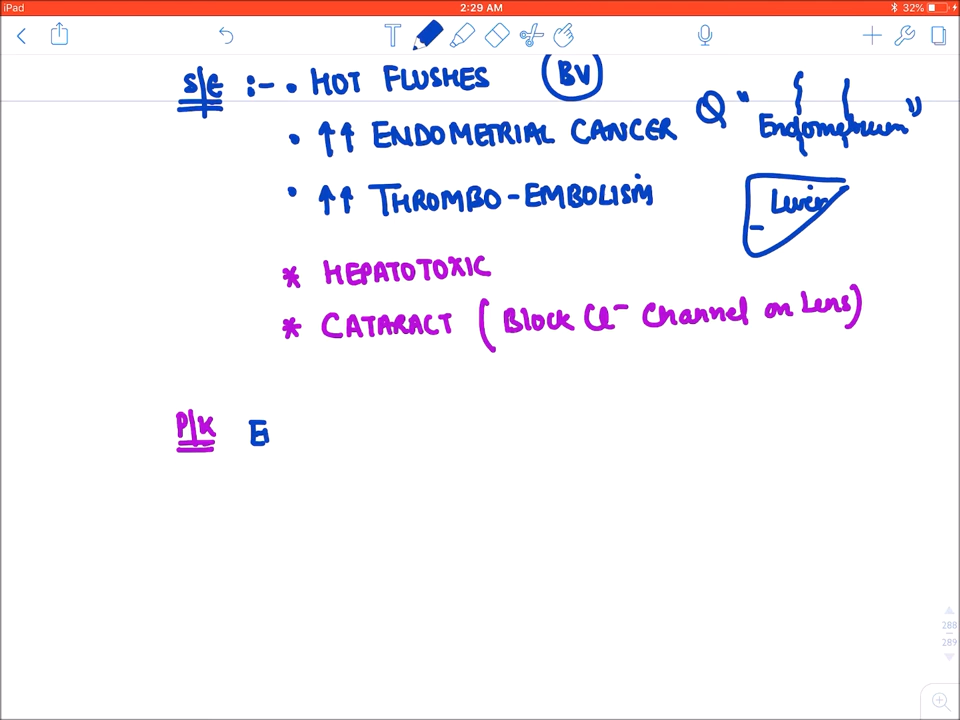 iPad 2:29 AM 32%
T
S/E :- • HOT FLUSHES (BV)
Q " Endometrium "
• ↑↑ ENDOMETRIAL CANCER
• ↑↑ THROMBO-EMBOLISM
Liver
* HEPATOTOXIC
* CATARACT (Block Cl⁻ Channel on Lens)
P/K E
288
289